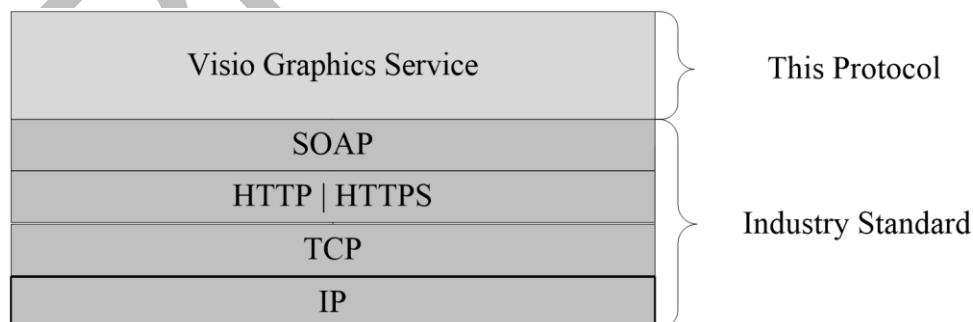 Visio Graphics Service
This Protocol
SOAP
HTTP | HTTPS
Industry Standard
TCP
IP